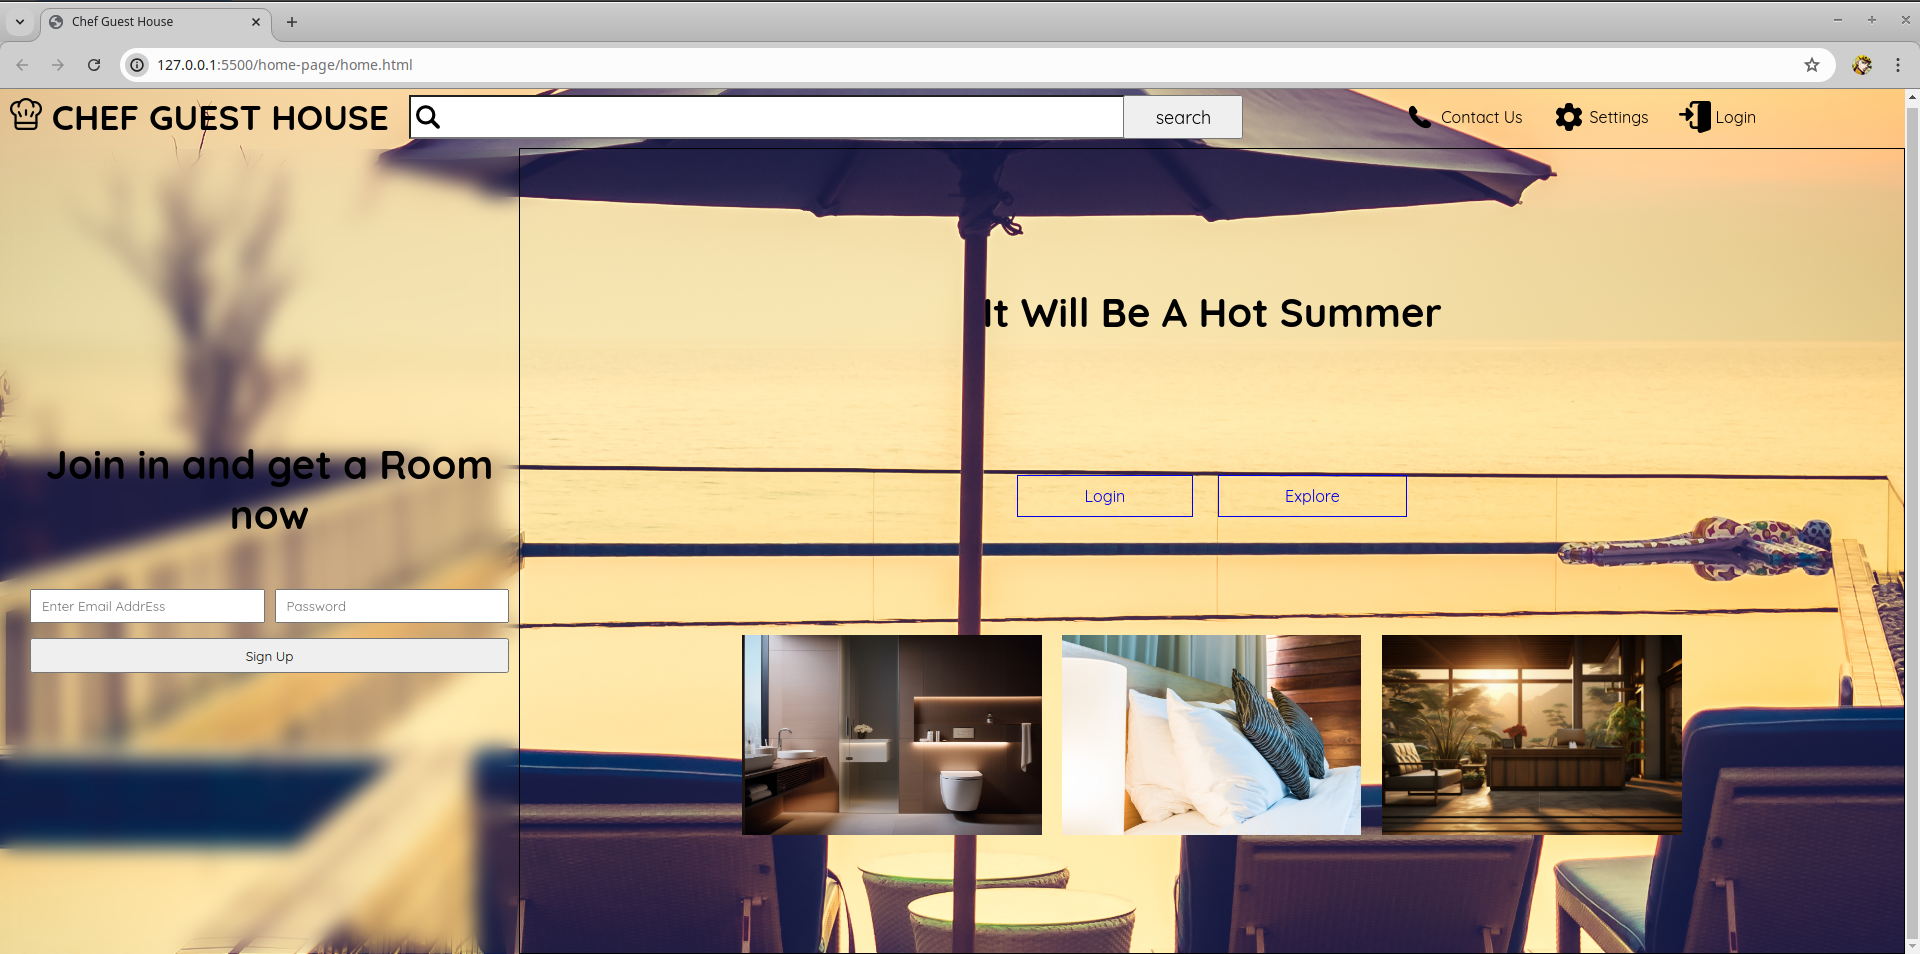 Chef Guest House
127.0.0.1:5500/home-page/home.html
CHEF GUEST HOUSE
search
Contact Us
Settings
Login
It Will Be A Hot Summer
Join in and get a Room
now
Login
Explore
Enter Email AddrEss
Password
Sign Up